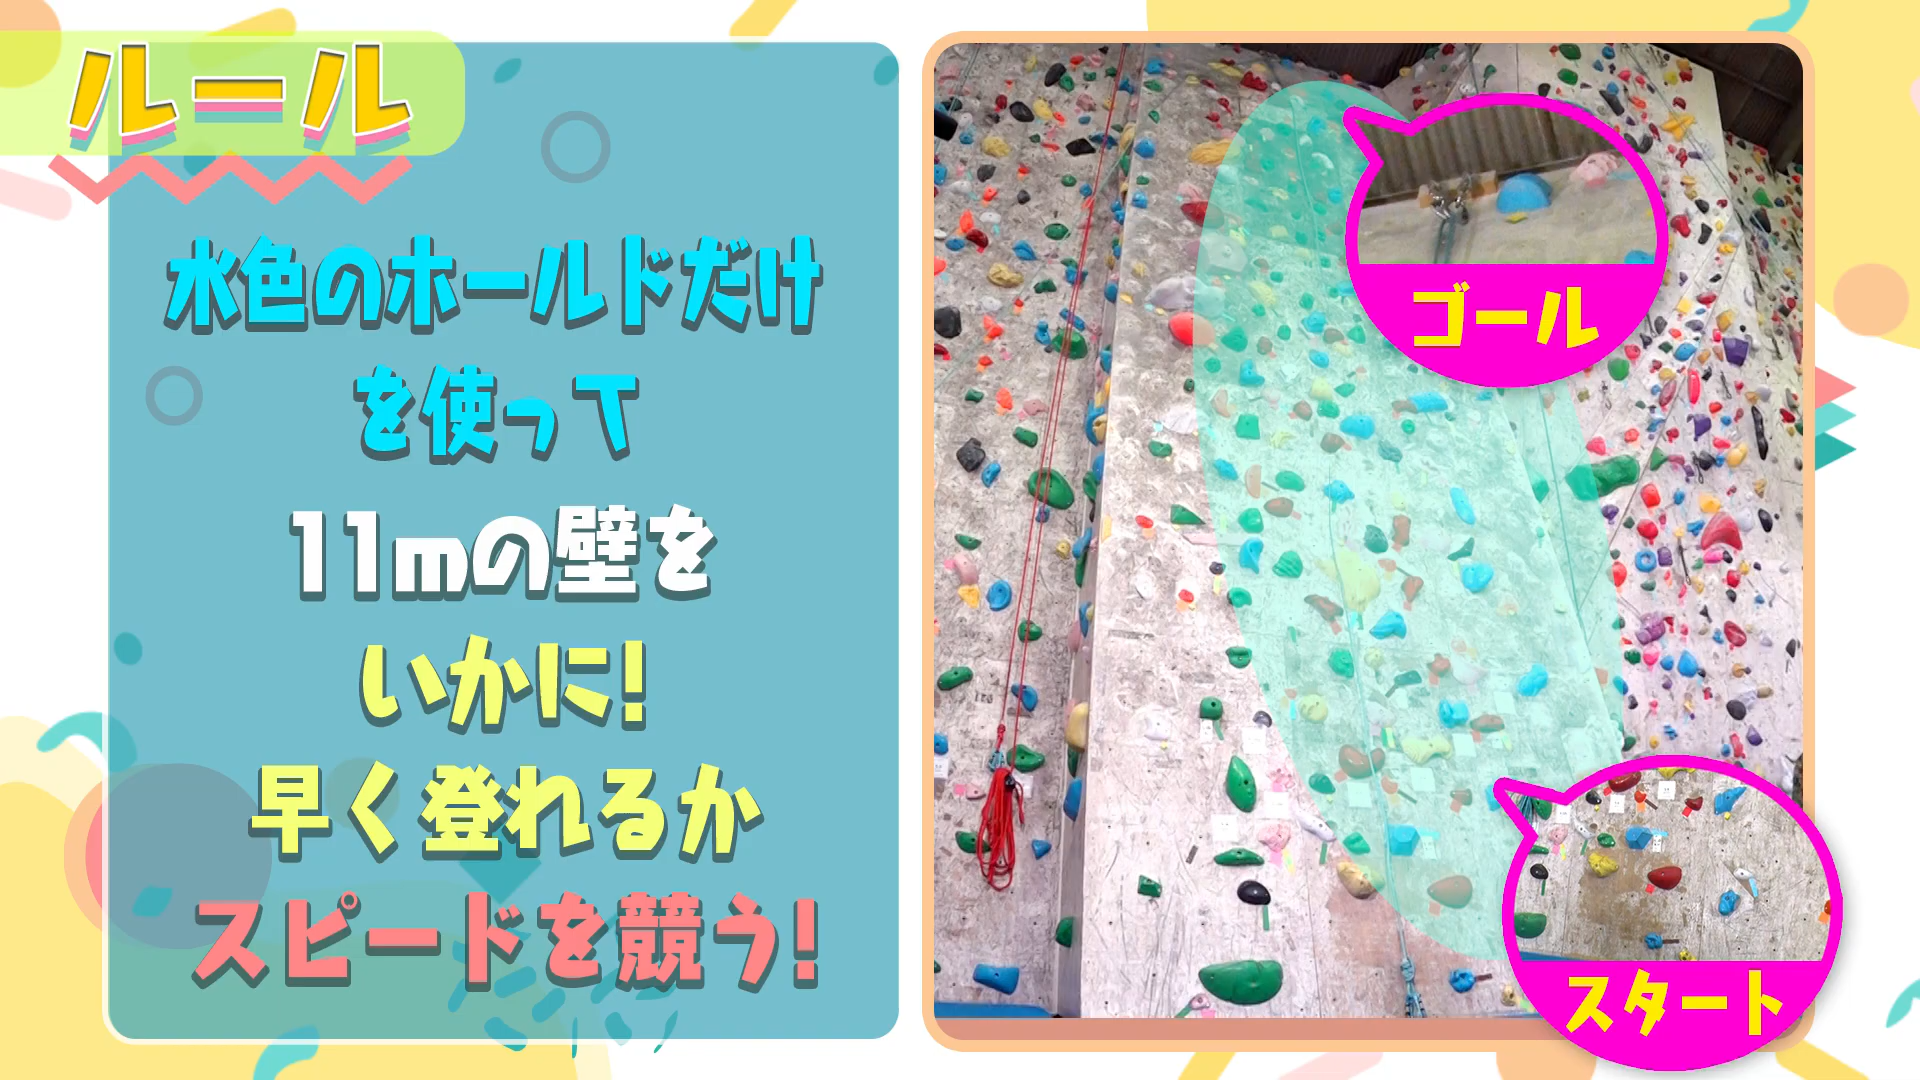 ルール
水色のホールドだけ
を使って
11mの壁を
いかに!
早く登れるか
スピードを競う!
ゴール
スタート